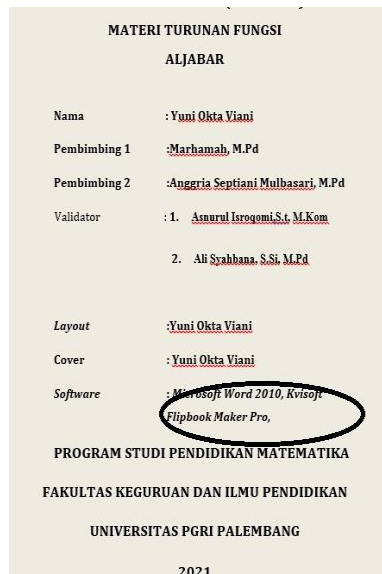 MATERI TURUNAN FUNGSI
ALJABAR
Nama : Yuni Okta Viani
Pembimbing 1 :Marhamah, M.Pd
Pembimbing 2 :Anggria Septiani Mulbasari, M.Pd
Validator : 1. Asnurul Isroqomi,S.t, M.Kom
2. Ali Syahbana, S.Si, M.Pd
Layout :Yuni Okta Viani
Cover : Yuni Okta Viani
Software : Microsoft Word 2010, Kvisoft
Flipbook Maker Pro,
PROGRAM STUDI PENDIDIKAN MATEMATIKA
FAKULTAS KEGURUAN DAN ILMU PENDIDIKAN
UNIVERSITAS PGRI PALEMBANG
2021